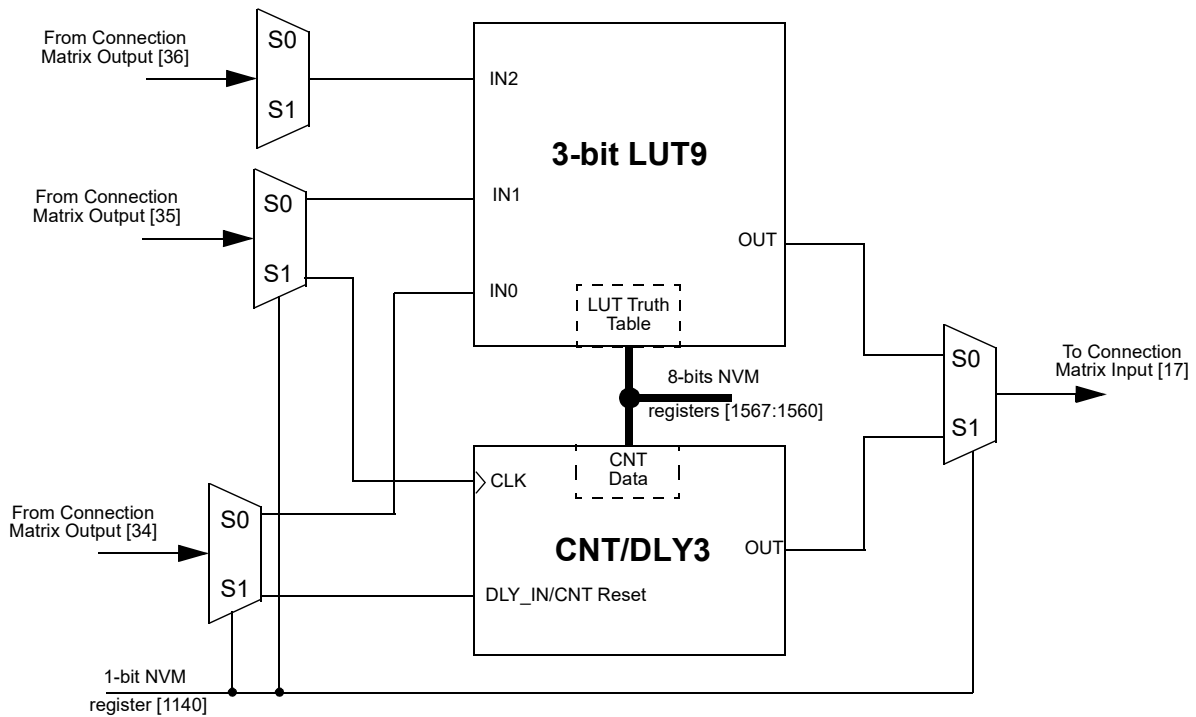 From Connection
Matrix Output [36]
S0
S1
IN2
3-bit LUT9
From Connection
Matrix Output [35]
S0
S1
IN1
OUT
IN0
LUT Truth
Table
8-bits NVM
registers [1567:1560]
S0
S1
To Connection
Matrix Input [17]
CNT
Data
CLK
From Connection
Matrix Output [34]
S0
S1
CNT/DLY3
OUT
DLY_IN/CNT Reset
1-bit NVM
register [1140]